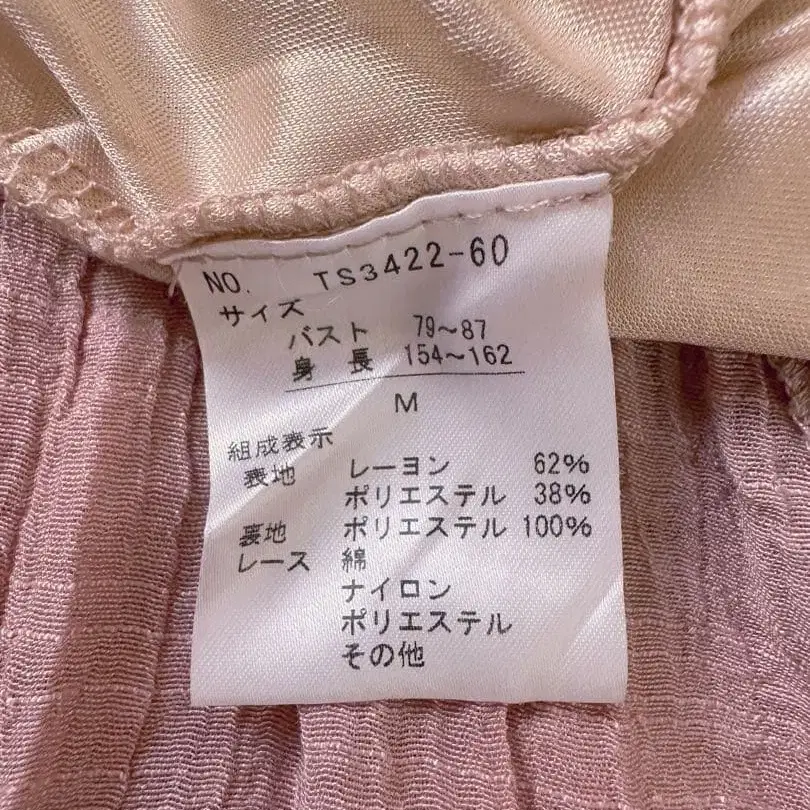 NO. TS3422-60
サイズ
バスト 79～87
身長 154～162
M
組成表示
表地 レーヨン 62%
ポリエステル 38%
裏地 ポリエステル 100%
レース 綿
ナイロン
ポリエステル
その他